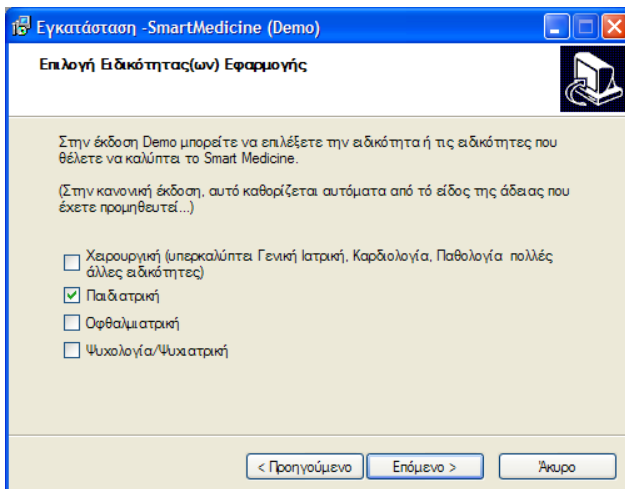 Εγκατάσταση -SmartMedicine (Demo)
Επιλογή Ειδικότητας(ων) Εφαρμογής
Στην έκδοση Demo μπορείτε να επιλέξετε την ειδικότητα ή τις ειδικότητες που
θέλετε να καλύπτει το Smart Medicine.
(Στην κανονική έκδοση, αυτό καθορίζεται αυτόματα από τό είδος της άδειας που
έχετε προμηθευτεί...)
Χειρουργική (υπερκαλύπτει Γενική Ιατρική, Καρδιολογία, Παθολογία πολλές
άλλες ειδικότητες)
Παιδιατρική
Οφθαλμιατρική
Ψυχολογία/Ψυχιατρική
< Προηγούμενο
Επόμενο >
Άκυρο